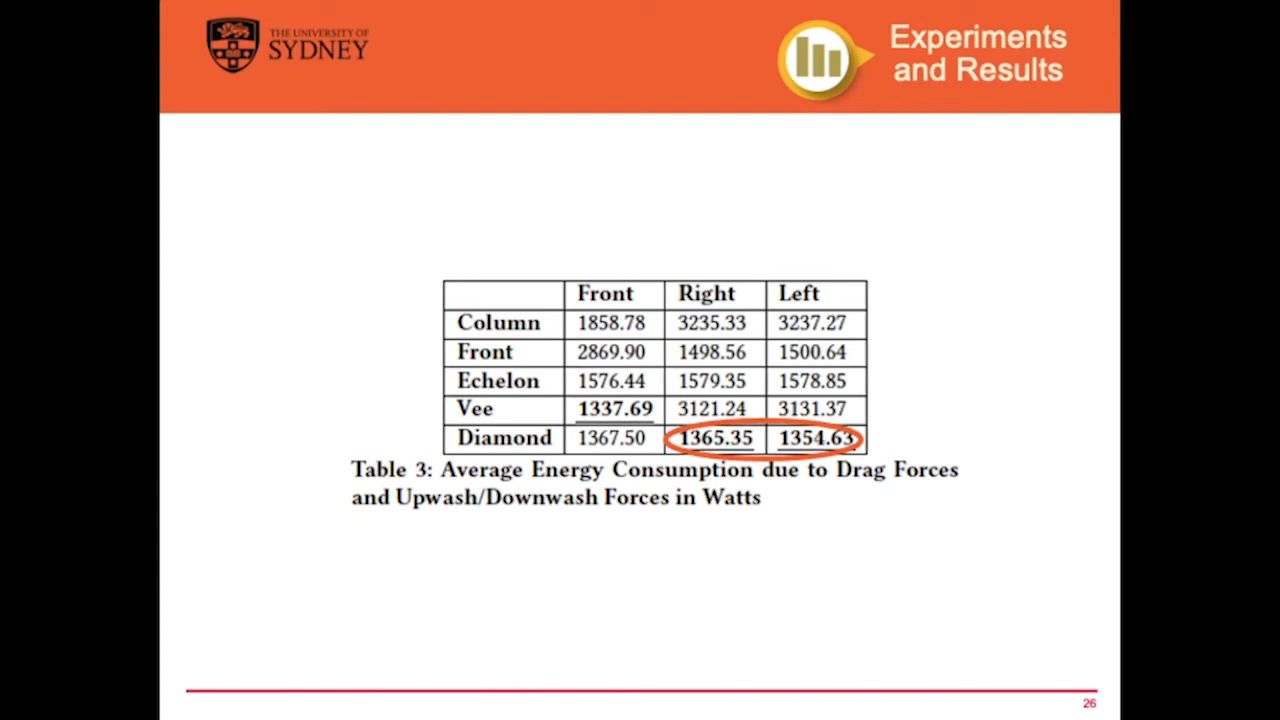 THE UNIVERSITY OF
SYDNEY
Experiments
and Results
Front Right Left
Column 1858.78 3235.33 3237.27
Front 2869.90 1498.56 1500.64
Echelon 1576.44 1579.35 1578.85
Vee 1337.69 3121.24 3131.37
Diamond 1367.50 1365.35 1354.63
Table 3: Average Energy Consumption due to Drag Forces
and Upwash/Downwash Forces in Watts
26